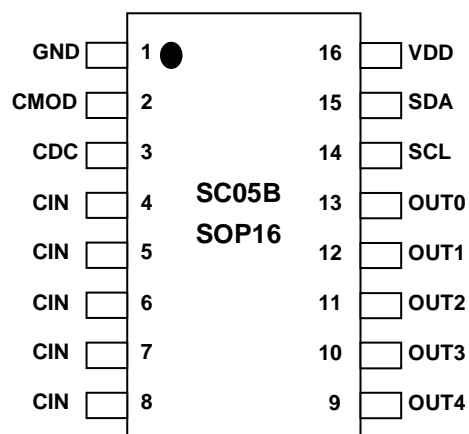 GND 1 16 VDD
CMOD 2 15 SDA
CDC 3 14 SCL
CIN 4 SC05B 13 OUT0
SOP16
CIN 5 12 OUT1
CIN 6 11 OUT2
CIN 7 10 OUT3
CIN 8 9 OUT4